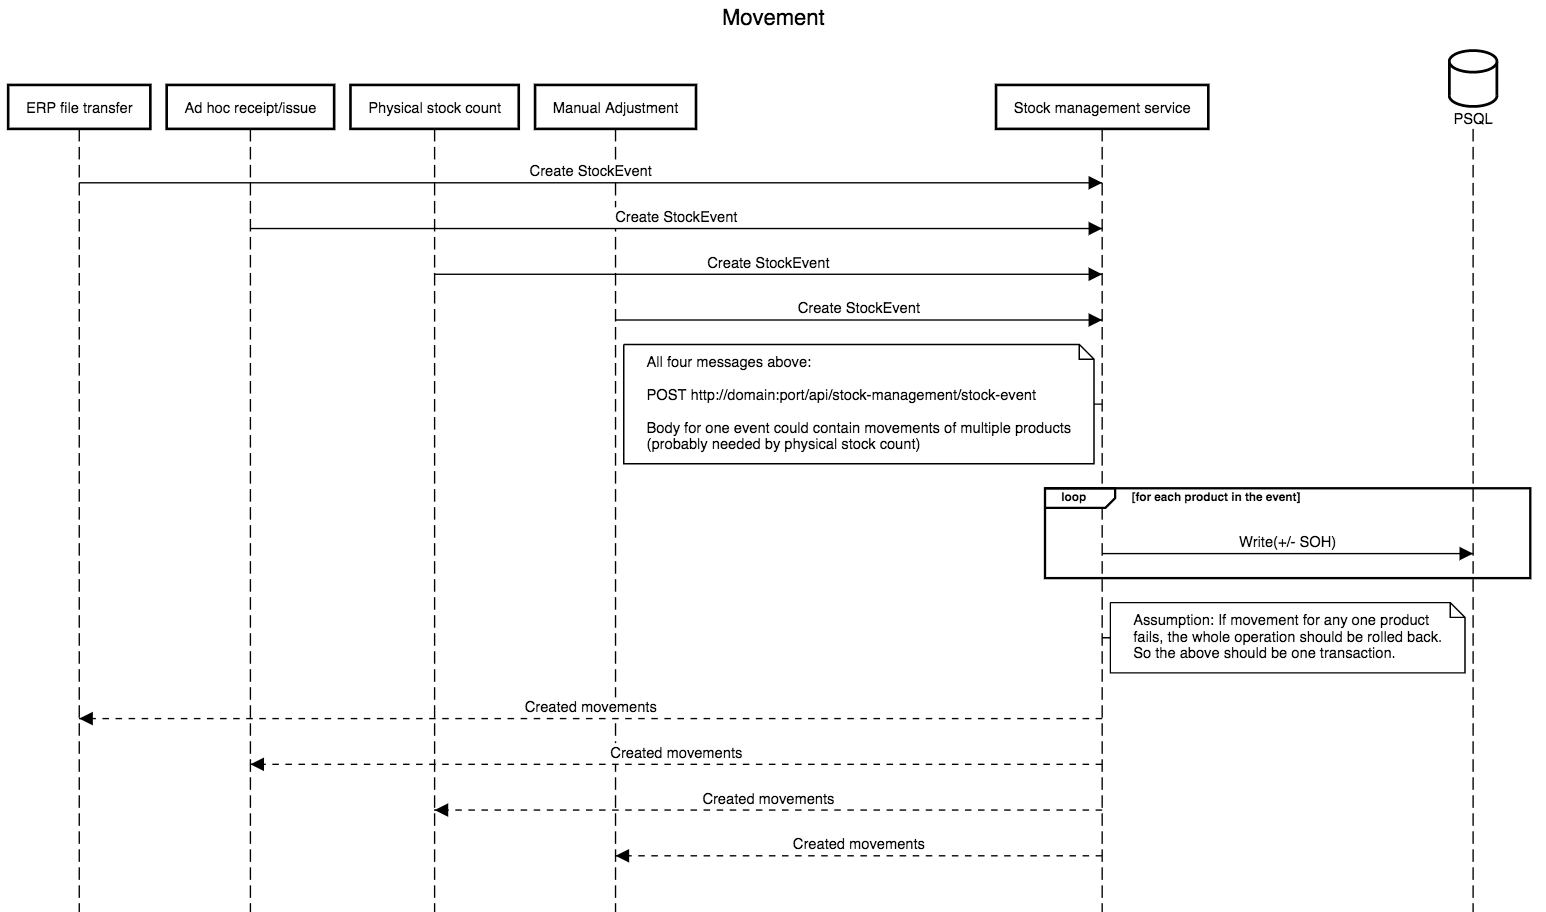 Movement
ERP file transfer
Ad hoc receipt/issue
Physical stock count
Manual Adjustment
Stock management service
PSQL
Create StockEvent
Create StockEvent
Create StockEvent
Create StockEvent
All four messages above:
POST http://domain:port/api/stock-management/stock-event
Body for one event could contain movements of multiple products
(probably needed by physical stock count)
loop
[for each product in the event]
Write(+/- SOH)
Assumption: If movement for any one product
fails, the whole operation should be rolled back.
So the above should be one transaction.
Created movements
Created movements
Created movements
Created movements